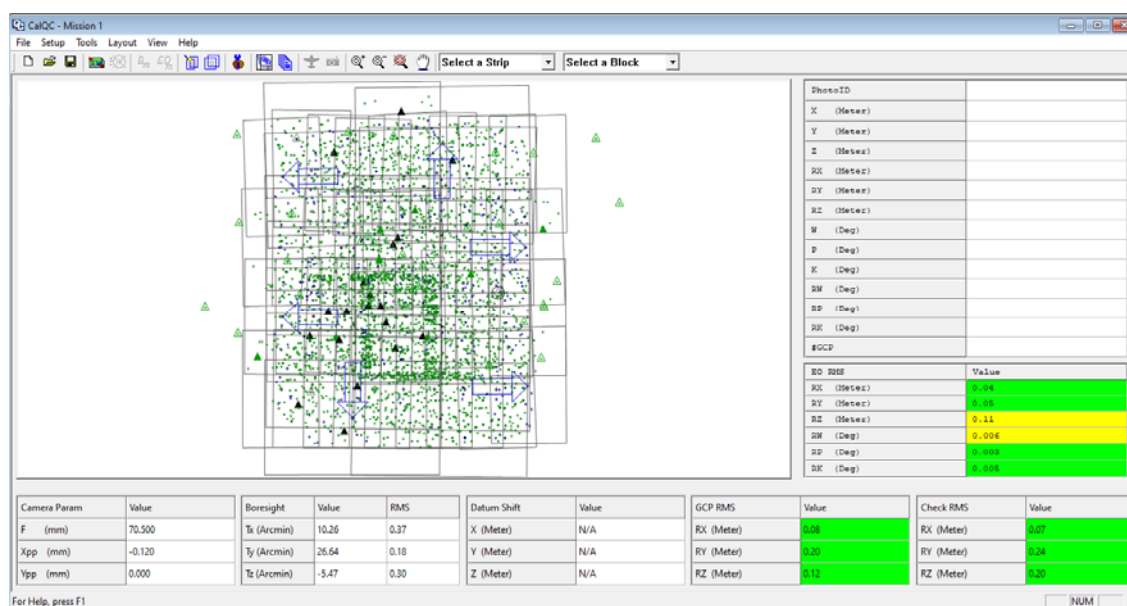 CalQC - Mission 1
File Setup Tools Layout View Help
Select a Strip Select a Block
PhotoID
X (Meter)
Y (Meter)
Z (Meter)
RX (Meter)
RY (Meter)
RZ (Meter)
W (Deg)
P (Deg)
K (Deg)
RW (Deg)
RP (Deg)
RK (Deg)
#GCP
EO RMS Value
RX (Meter) 0.04
RY (Meter) 0.05
RZ (Meter) 0.11
RW (Deg) 0.006
RP (Deg) 0.003
RK (Deg) 0.005
Camera Param Value Boresight Value RMS Datum Shift Value GCP RMS Value Check RMS Value
F (mm) 70.500 Tx (Arcmin) 10.26 0.37 X (Meter) N/A RX (Meter) 0.08 RX (Meter) 0.07
Xpp (mm) -0.120 Ty (Arcmin) 26.64 0.18 Y (Meter) N/A RY (Meter) 0.20 RY (Meter) 0.24
Ypp (mm) 0.000 Tz (Arcmin) -5.47 0.30 Z (Meter) N/A RZ (Meter) 0.12 RZ (Meter) 0.20
For Help, press F1 NUM